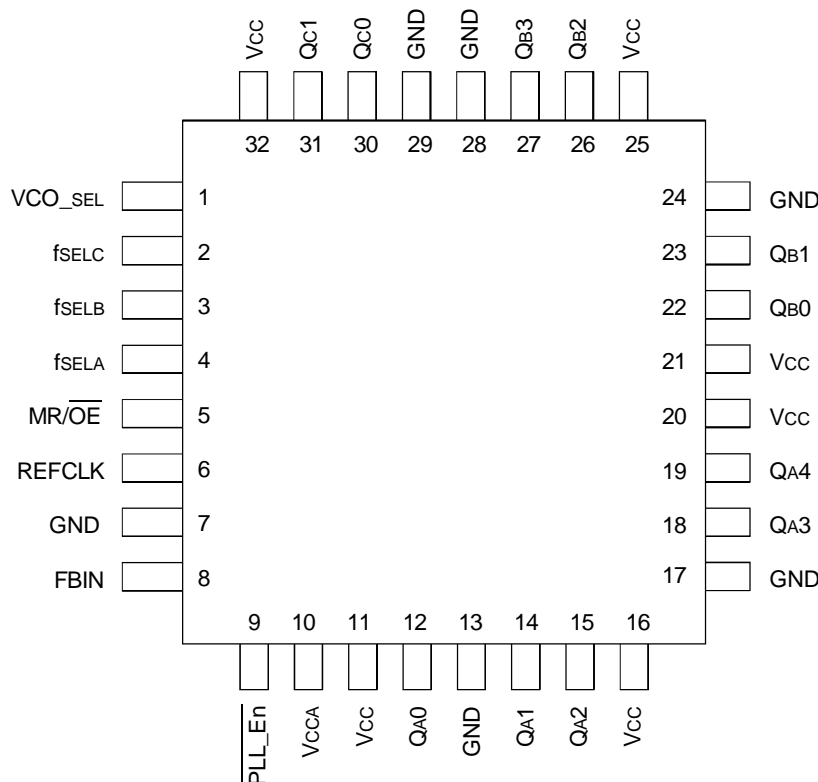 VCC QC1 QC0 GND GND QB3 QB2 VCC
32 31 30 29 28 27 26 25
VCO_SEL 1 24 GND
fSELC 2 23 QB1
fSELB 3 22 QB0
fSELA 4 21 VCC
MR/O̅E̅ 5 20 VCC
REFCLK 6 19 QA4
GND 7 18 QA3
FBIN 8 17 GND
9 10 11 12 13 14 15 16
P̅L̅L̅_̅E̅n̅ VCCA VCC QA0 GND QA1 QA2 VCC